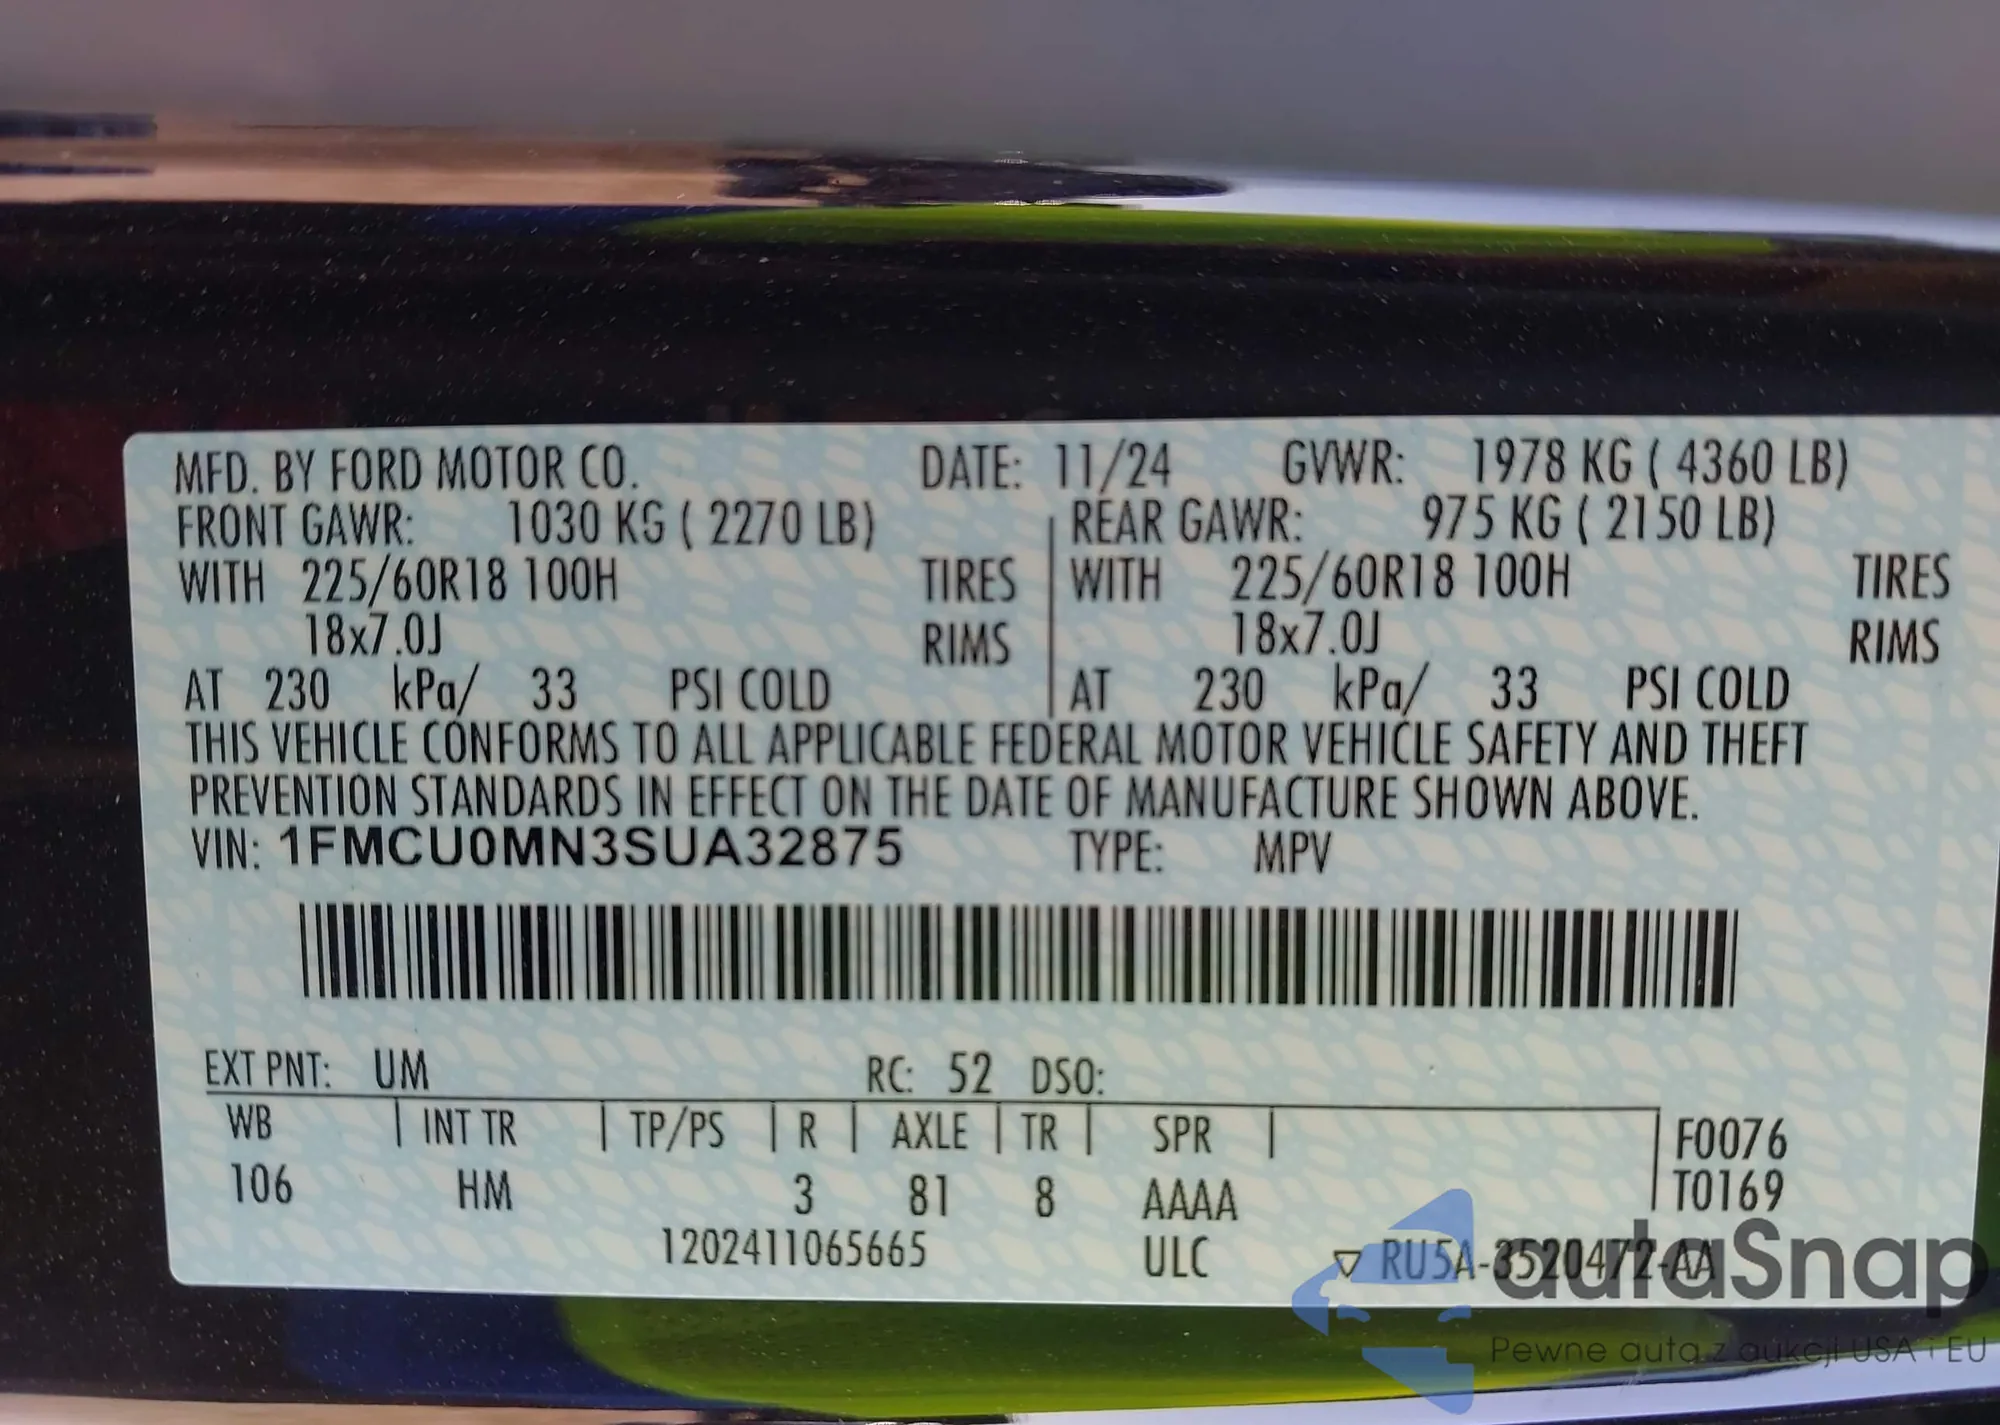 MFD. BY FORD MOTOR CO. DATE: 11/24 GVWR: 1978 KG ( 4360 LB)
FRONT GAWR: 1030 KG ( 2270 LB) REAR GAWR: 975 KG ( 2150 LB)
WITH 225/60R18 100H TIRES WITH 225/60R18 100H TIRES
18x7.0J RIMS 18x7.0J RIMS
AT 230 kPa/ 33 PSI COLD AT 230 kPa/ 33 PSI COLD
THIS VEHICLE CONFORMS TO ALL APPLICABLE FEDERAL MOTOR VEHICLE SAFETY AND THEFT
PREVENTION STANDARDS IN EFFECT ON THE DATE OF MANUFACTURE SHOWN ABOVE.
VIN: 1FMCU0MN3SUA32875 TYPE: MPV
EXT PNT: UM RC: 52 DSO:
WB INT TR TP/PS R AXLE TR SPR F0076
106 HM 3 81 8 AAAA T0169
1202411065665 ULC ▽ RU5A-3520472-AA
autaSnap
Pewne auta z aukcji USA i EU